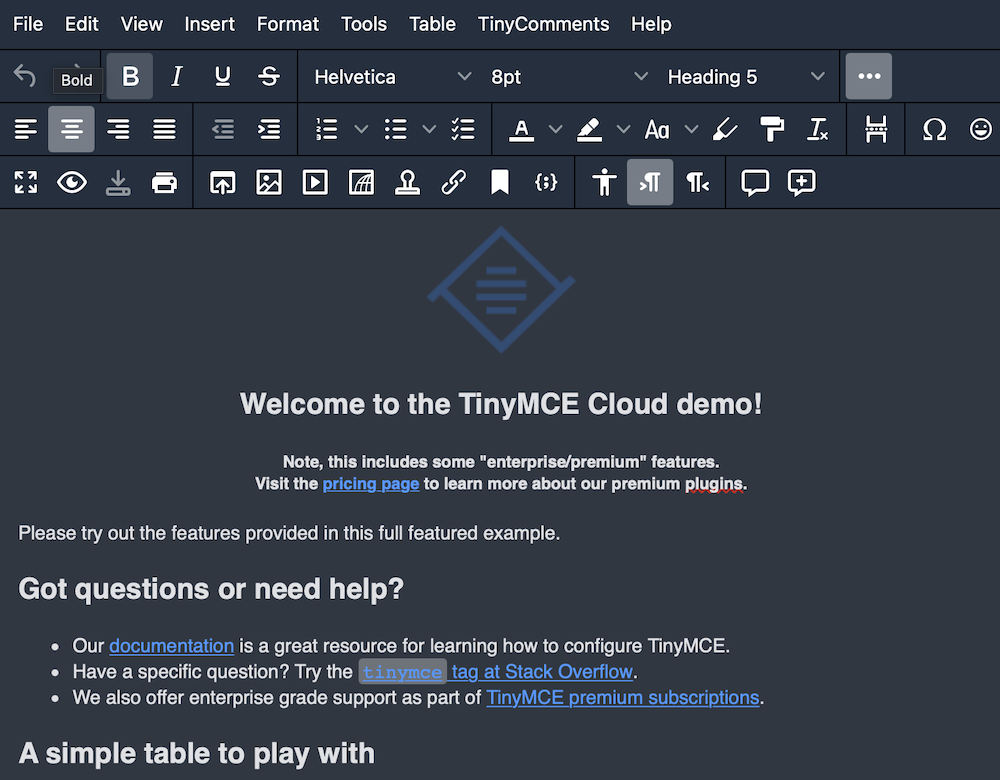 File Edit View Insert Format Tools Table TinyComments Help
Bold B I U S Helvetica 8pt Heading 5
A Aa
Welcome to the TinyMCE Cloud demo!
Note, this includes some "enterprise/premium" features.
Visit the pricing page to learn more about our premium plugins.
Please try out the features provided in this full featured example.
Got questions or need help?
Our documentation is a great resource for learning how to configure TinyMCE.
Have a specific question? Try the tinymce tag at Stack Overflow.
We also offer enterprise grade support as part of TinyMCE premium subscriptions.
A simple table to play with